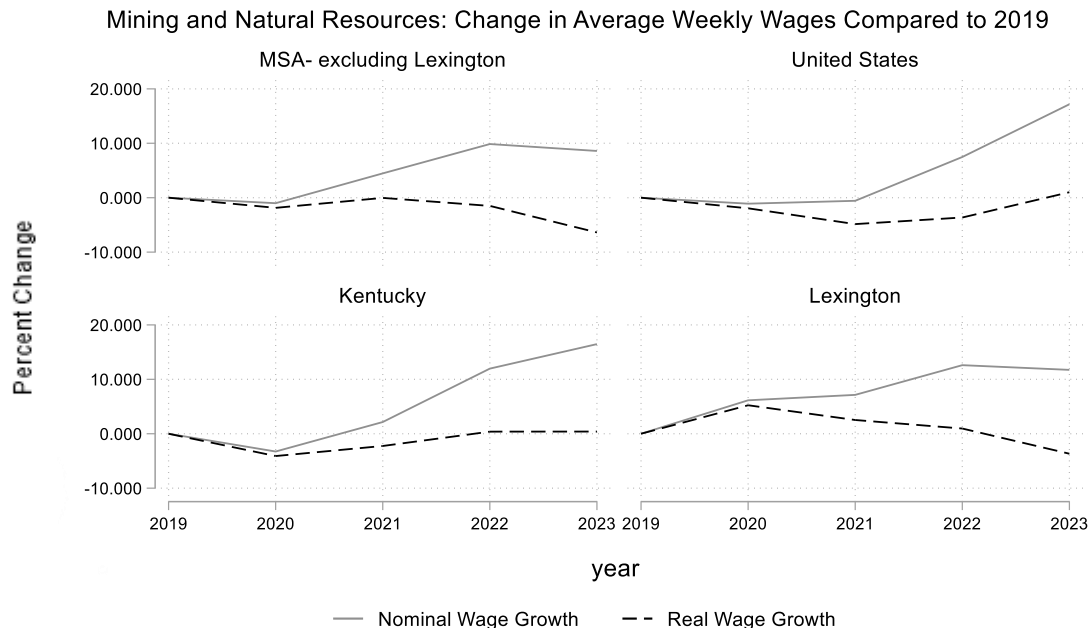 Mining and Natural Resources: Change in Average Weekly Wages Compared to 2019
MSA- excluding Lexington
United States
20.000
10.000
0.000
-10.000
Percent Change
Kentucky
Lexington
20.000
10.000
0.000
-10.000
2019 2020 2021 2022 2023 2019 2020 2021 2022 2023
year
Nominal Wage Growth Real Wage Growth